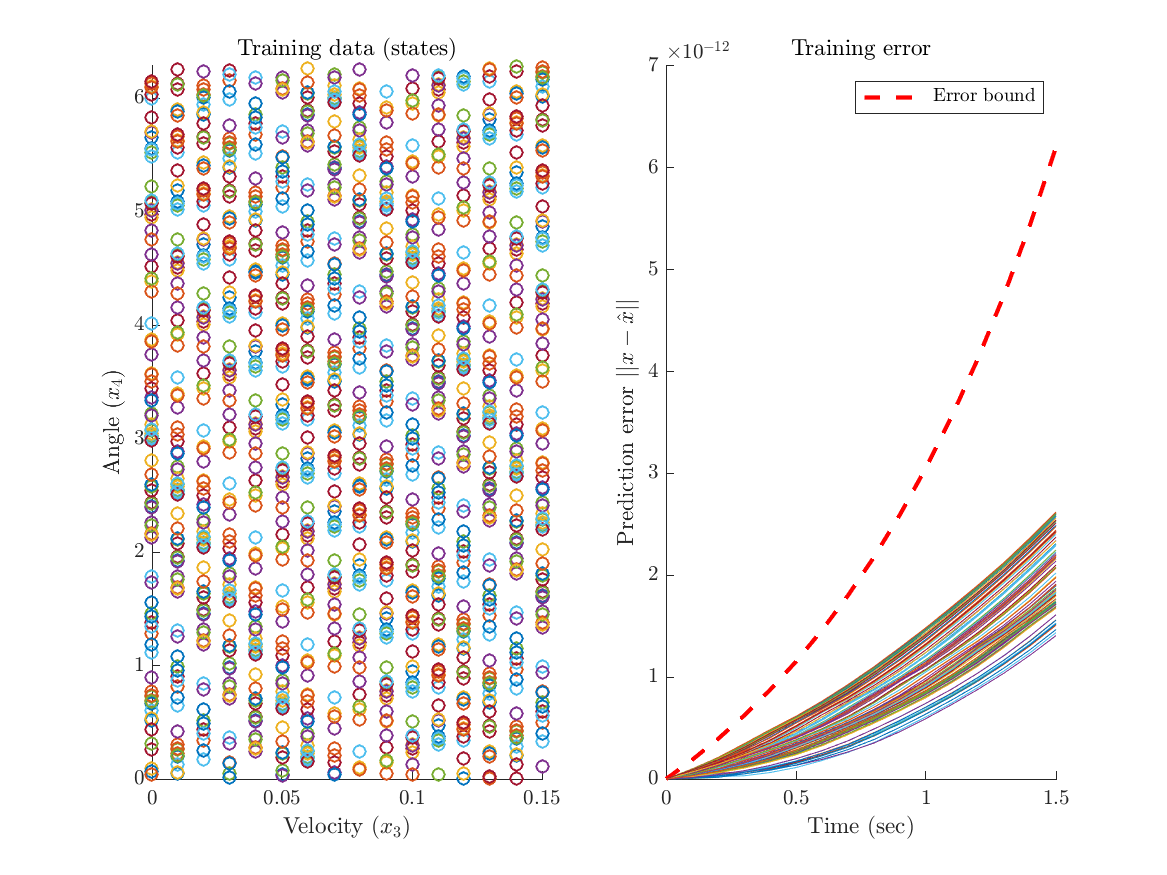 Training data (states)
6
5
4
3
2
1
0
0 0.05 0.1 0.15
Velocity (x₃)
Angle (x₄)
Training error
×10⁻¹²
7
6
5
4
3
2
1
0
0 0.5 1 1.5
Time (sec)
Prediction error ||x − x̂||
Error bound